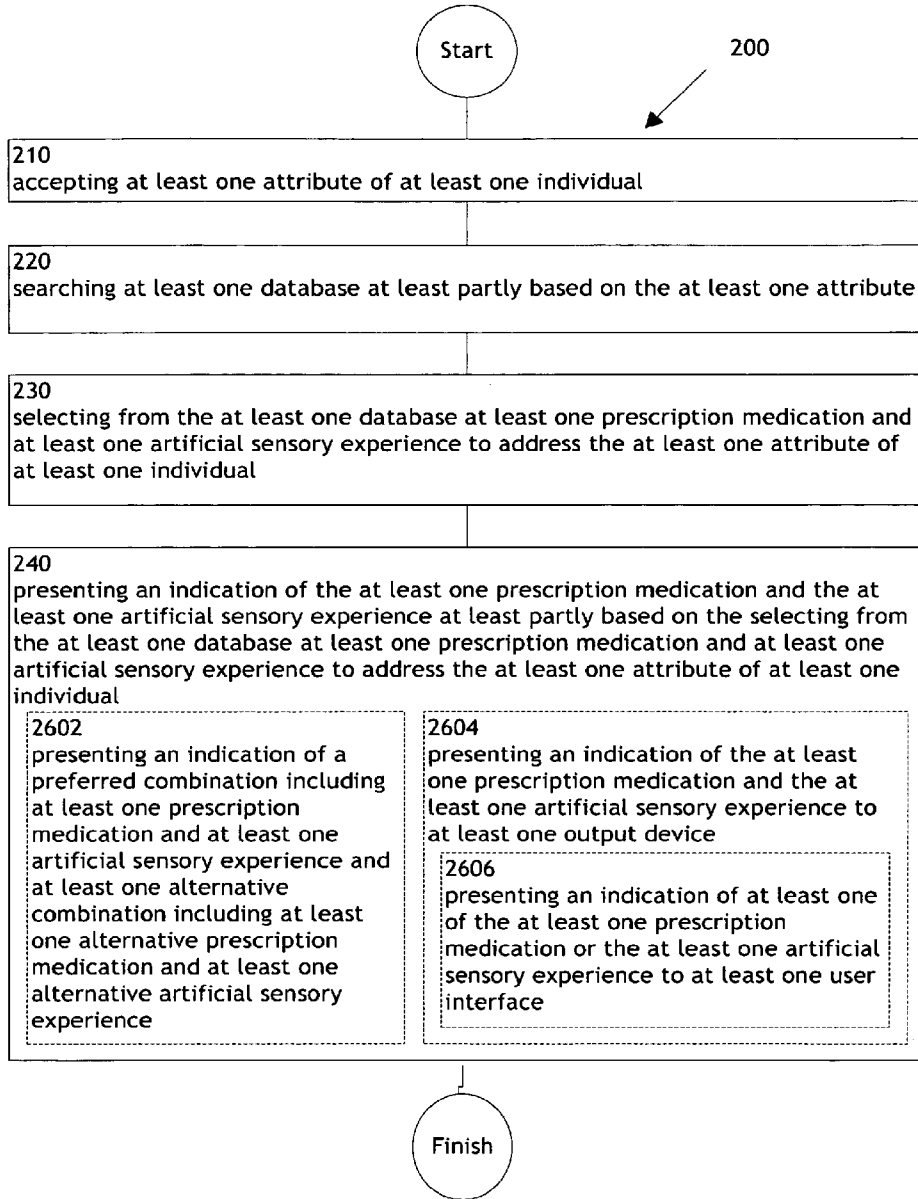 Start
200
210
accepting at least one attribute of at least one individual
220
searching at least one database at least partly based on the at least one attribute
230
selecting from the at least one database at least one prescription medication and
at least one artificial sensory experience to address the at least one attribute of
at least one individual
240
presenting an indication of the at least one prescription medication and the at
least one artificial sensory experience at least partly based on the selecting from
the at least one database at least one prescription medication and at least one
artificial sensory experience to address the at least one attribute of at least one
individual
2602
presenting an indication of a
preferred combination including
at least one prescription
medication and at least one
artificial sensory experience and
at least one alternative
combination including at least
one alternative prescription
medication and at least one
alternative artificial sensory
experience
2604
presenting an indication of the at least
one prescription medication and the at
least one artificial sensory experience to
at least one output device
2606
presenting an indication of at least one
of the at least one prescription
medication or the at least one artificial
sensory experience to at least one user
interface
Finish